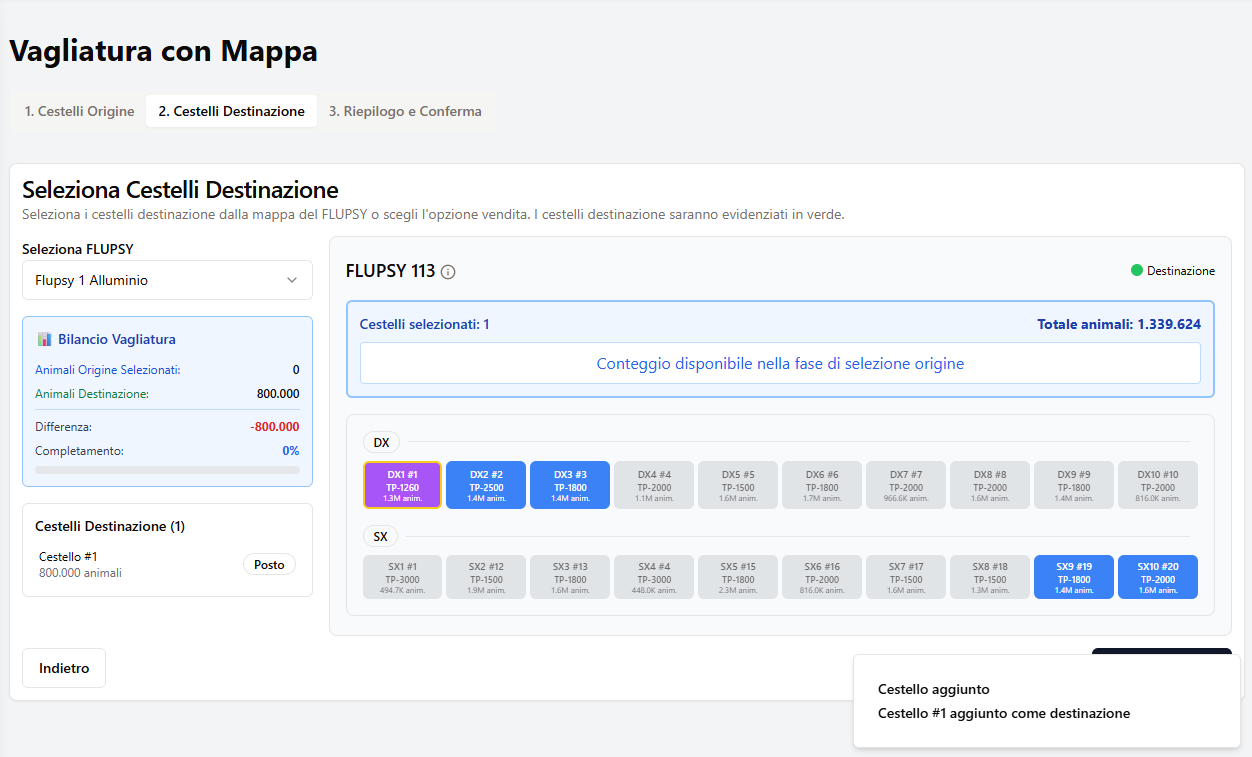 Vagliatura con Mappa
1. Cestelli Origine
2. Cestelli Destinazione
3. Riepilogo e Conferma
Seleziona Cestelli Destinazione
Seleziona i cestelli destinazione dalla mappa del FLUPSY o scegli l'opzione vendita. I cestelli destinazione saranno evidenziati in verde.
Seleziona FLUPSY
Flupsy 1 Alluminio
Bilancio Vagliatura
Animali Origine Selezionati: 0
Animali Destinazione: 800.000
Differenza: -800.000
Completamento: 0%
Cestelli Destinazione (1)
Cestello #1
800.000 animali
Posto
FLUPSY 113
Destinazione
Cestelli selezionati: 1
Totale animali: 1.339.624
Conteggio disponibile nella fase di selezione origine
DX
DX1 #1
TP-1260
1.3M anim.
DX2 #2
TP-2500
1.4M anim.
DX3 #3
TP-1800
1.4M anim.
DX4 #4
TP-2000
1.1M anim.
DX5 #5
TP-1500
1.6M anim.
DX6 #6
TP-1800
1.7M anim.
DX7 #7
TP-2000
966.6K anim.
DX8 #8
TP-2000
1.6M anim.
DX9 #9
TP-1800
1.4M anim.
DX10 #10
TP-2000
816.0K anim.
SX
SX1 #1
TP-3000
494.7K anim.
SX2 #12
TP-1500
1.9M anim.
SX3 #13
TP-1800
1.6M anim.
SX4 #4
TP-3000
448.0K anim.
SX5 #15
TP-1800
2.3M anim.
SX6 #16
TP-2000
816.0K anim.
SX7 #17
TP-1500
1.6M anim.
SX8 #18
TP-1500
1.3M anim.
SX9 #19
TP-1800
1.4M anim.
SX10 #20
TP-2000
1.6M anim.
Indietro
Cestello aggiunto
Cestello #1 aggiunto come destinazione